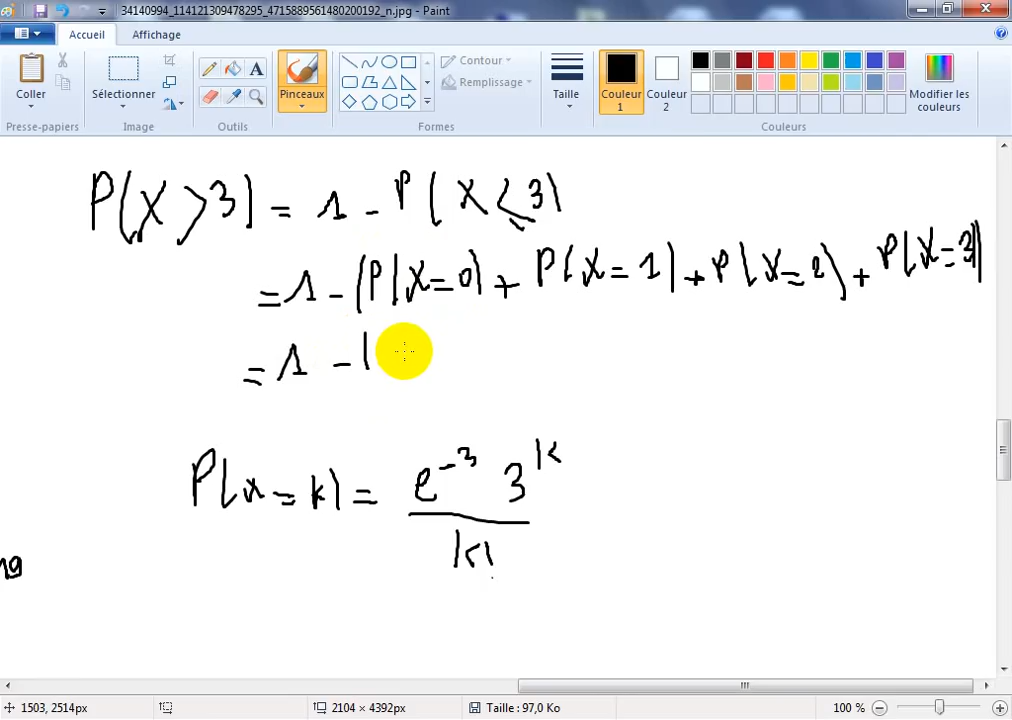 34140994_114121309478295_4715889561480200192_n.jpg - Paint
Accueil Affichage
Coller Sélectionner Pinceaux Contour Remplissage Taille Couleur 1 Couleur 2 Modifier les couleurs
Presse-papiers Image Outils Formes Couleurs
P(X > 3) = 1 - P(X ≤ 3)
= 1 - (P(X=0) + P(X=1) + P(X=2) + P(X=3))
= 1 - (
P(x = k) = e^-3 3^k / k!
19
1503, 2514px 2104 × 4392px Taille : 97,0 Ko 100 %